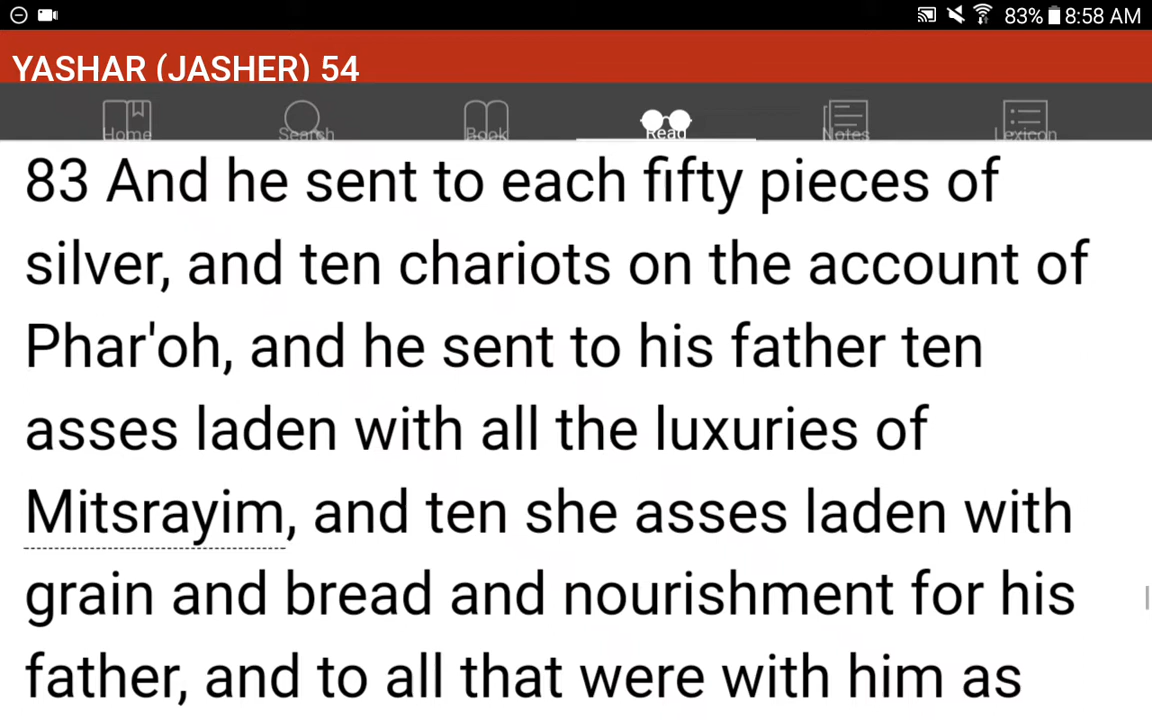 83% 8:58 AM
YASHAR (JASHER) 54
Home Search Book Read Notes Lexicon
83 And he sent to each fifty pieces of
silver, and ten chariots on the account of
Phar'oh, and he sent to his father ten
asses laden with all the luxuries of
Mitsrayim, and ten she asses laden with
grain and bread and nourishment for his
father, and to all that were with him as